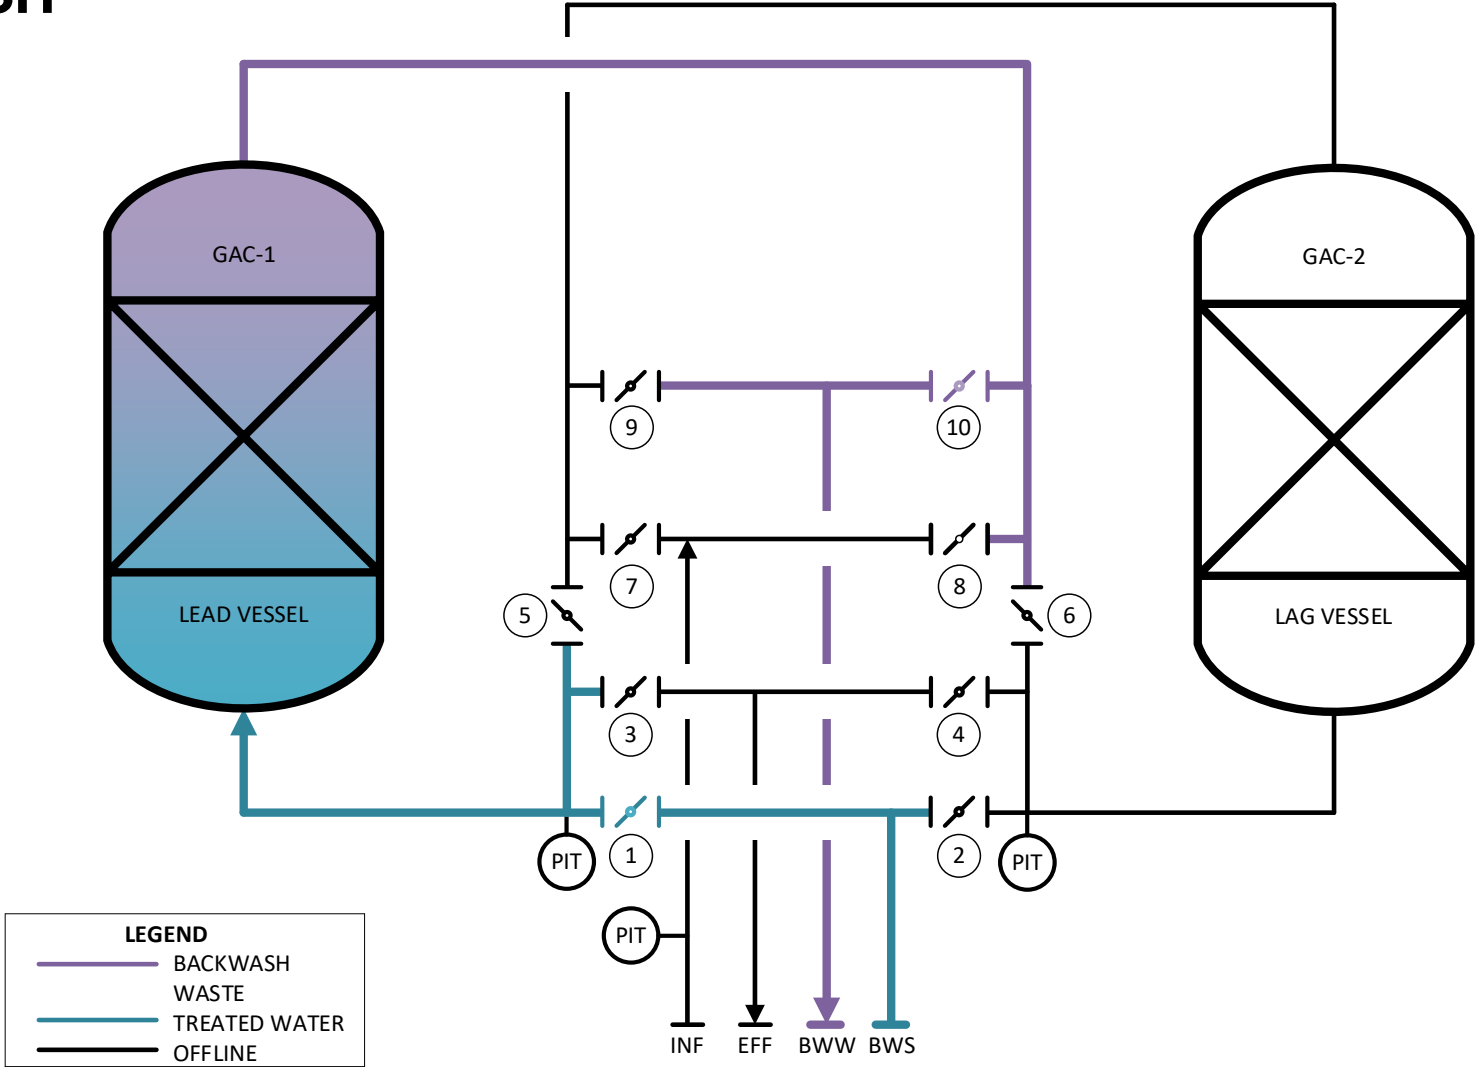 GAC-1
GAC-2
9
10
7
8
5
6
LEAD VESSEL
LAG VESSEL
3
4
PIT
1
2
PIT
PIT
LEGEND
BACKWASH
WASTE
TREATED WATER
OFFLINE
INF
EFF
BWW
BWS